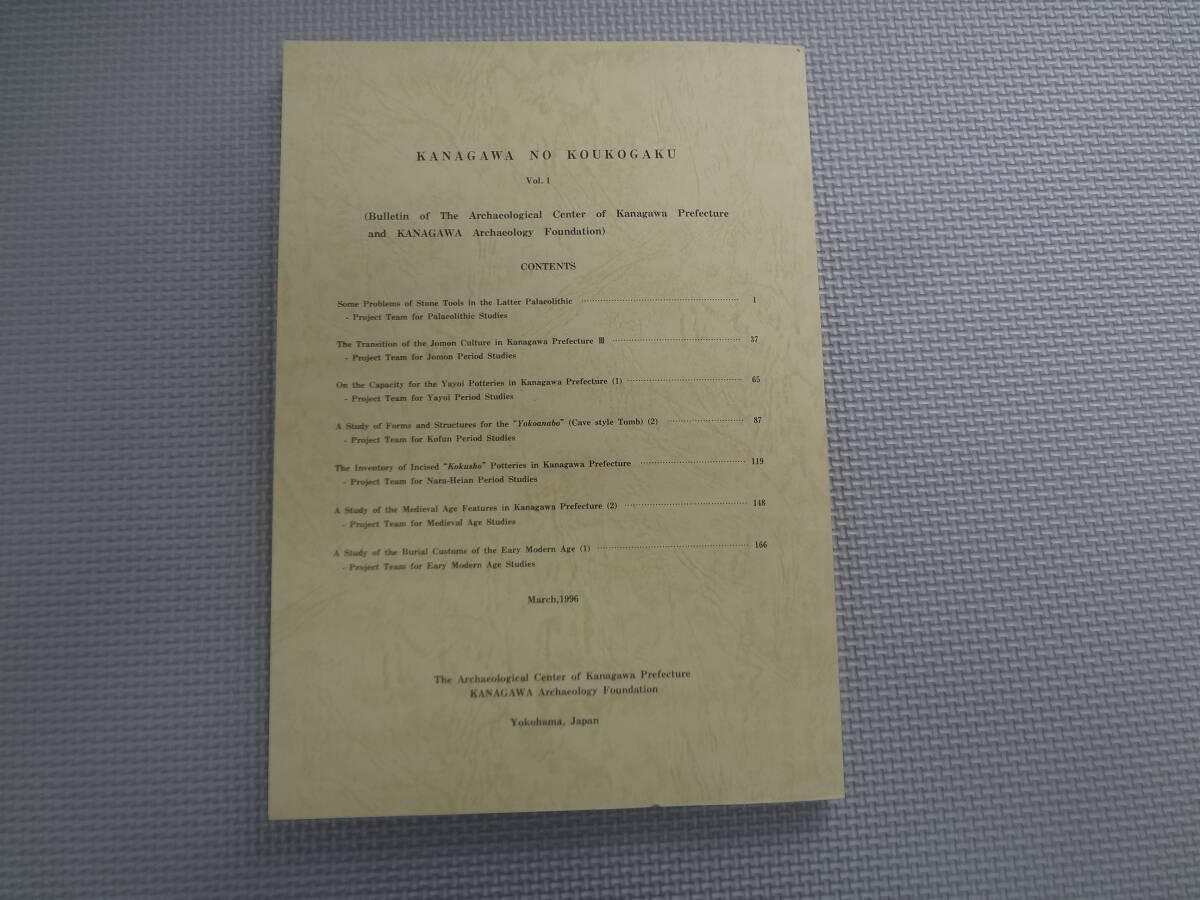 KANAGAWA NO KOUKOGAKU
Vol. 1
(Bulletin of The Archaeological Center of Kanagawa Prefecture
and KANAGAWA Archaeology Foundation)
CONTENTS
Some Problems of Stone Tools in the Latter Palaeolithic ……………………………………… 1
- Project Team for Palaeolithic Studies
The Transition of the Jomon Culture in Kanagawa Prefecture Ⅲ ……………………………… 37
- Project Team for Jomon Period Studies
On the Capacity for the Yayoi Potteries in Kanagawa Prefecture (1) …………………………… 65
- Project Team for Yayoi Period Studies
A Study of Forms and Structures for the "Yokoanabo" (Cave style Tomb) (2) ………………… 87
- Project Team for Kofun Period Studies
The Inventory of Incised "Kokusho" Potteries in Kanagawa Prefecture ………………………… 119
- Project Team for Nara-Heian Period Studies
A Study of the Medieval Age Features in Kanagawa Prefecture (2) …………………………… 148
- Project Team for Medieval Age Studies
A Study of the Burial Customs of the Eary Modern Age (1) …………………………………… 166
- Project Team for Eary Modern Age Studies
March,1996
The Archaeological Center of Kanagawa Prefecture
KANAGAWA Archaeology Foundation
Yokohama, Japan